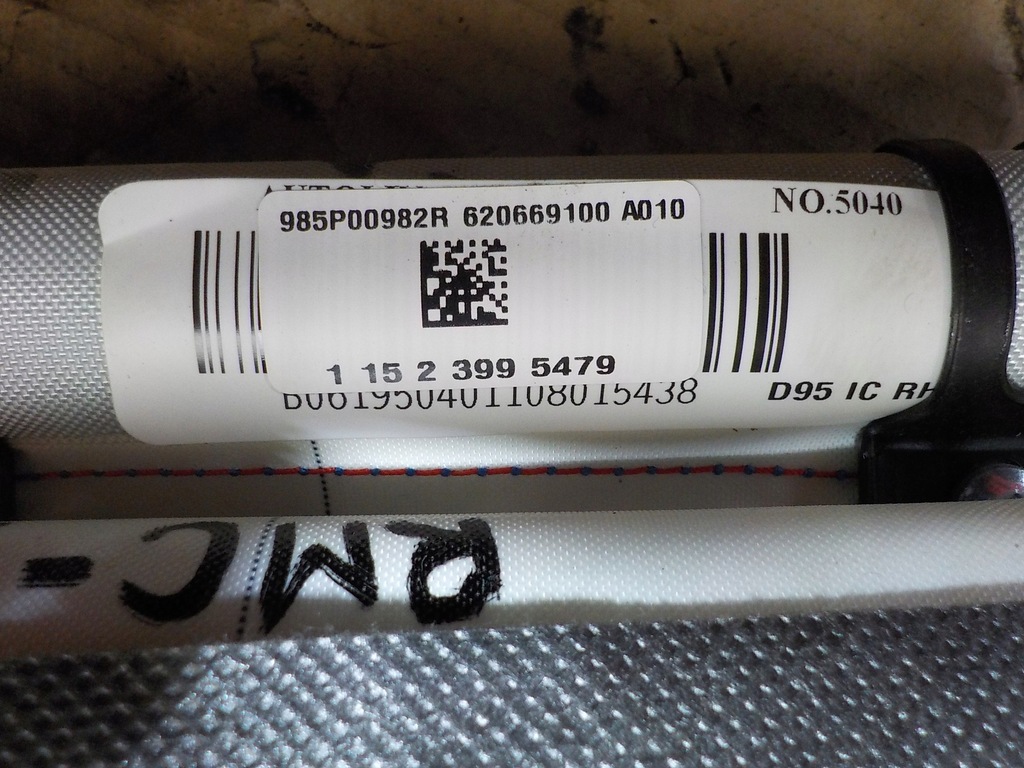 NO.5040
985P00982R 620669100 A010
1 15 2 399 5479
B061950401108015438
D95 IC RH
RMC-